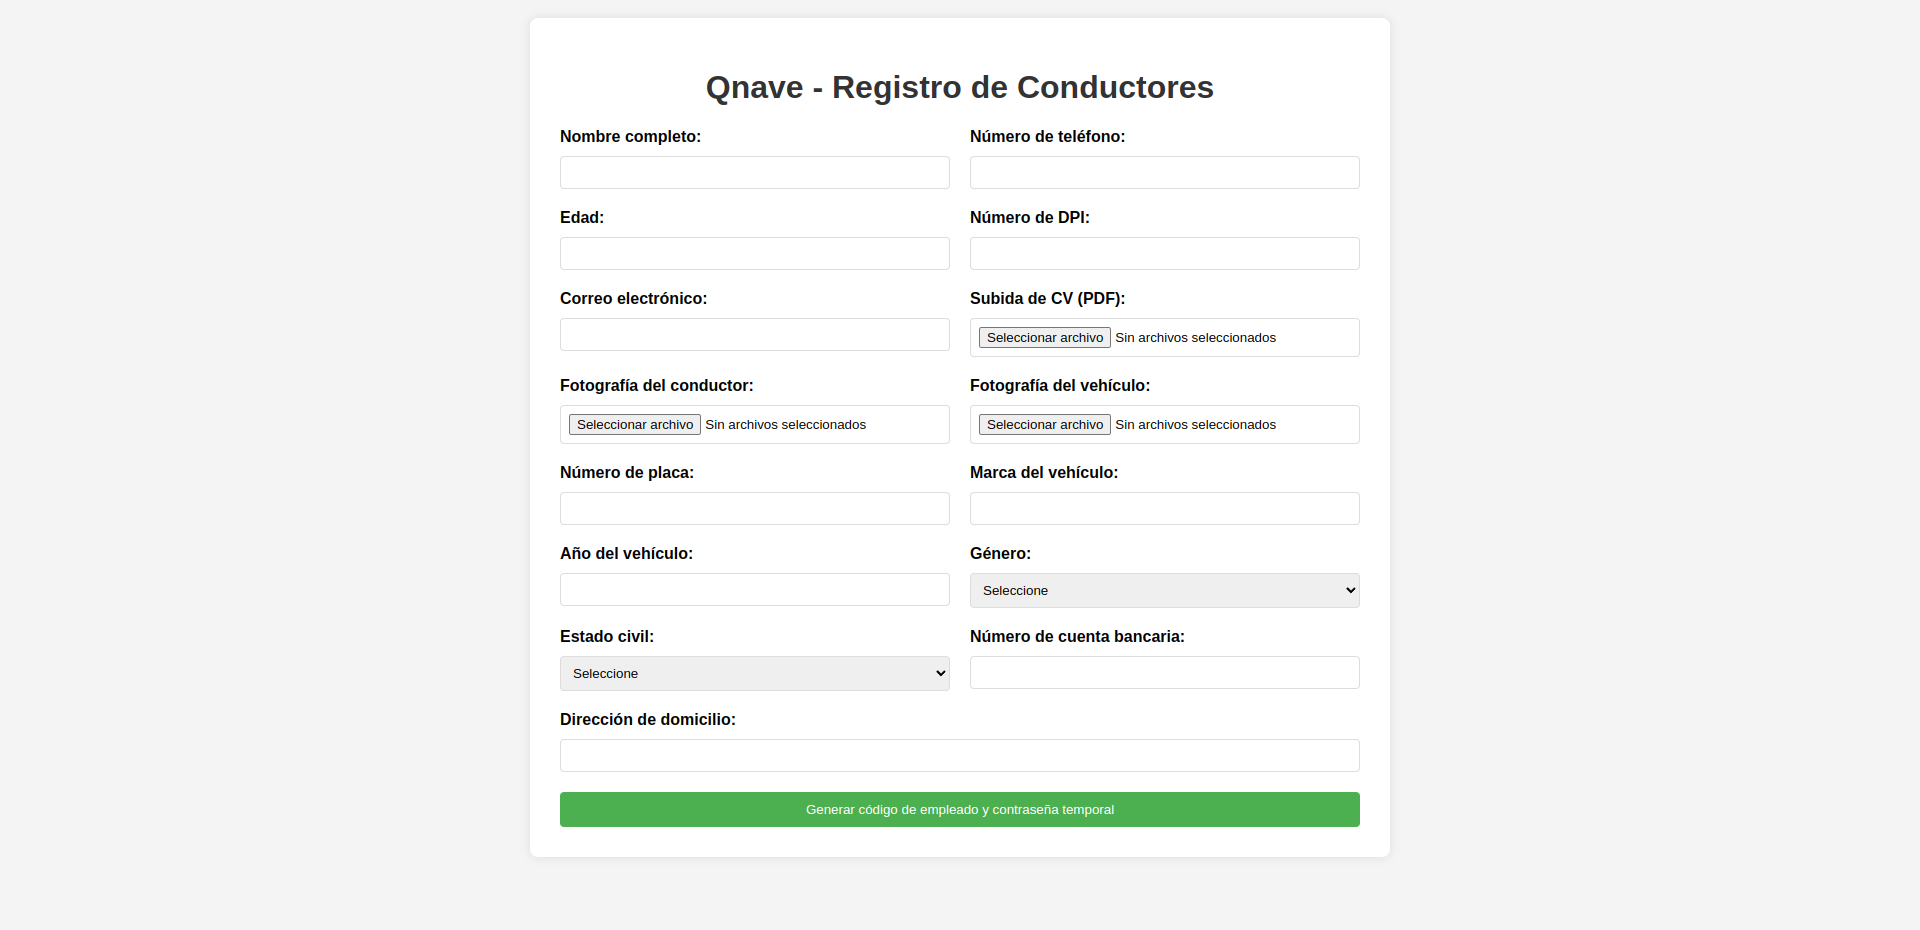 Qnave - Registro de Conductores
Nombre completo:
Número de teléfono:
Edad:
Número de DPI:
Correo electrónico:
Subida de CV (PDF):
Seleccionar archivo Sin archivos seleccionados
Fotografía del conductor:
Fotografía del vehículo:
Seleccionar archivo Sin archivos seleccionados
Seleccionar archivo Sin archivos seleccionados
Número de placa:
Marca del vehículo:
Año del vehículo:
Género:
Seleccione
Estado civil:
Número de cuenta bancaria:
Seleccione
Dirección de domicilio:
Generar código de empleado y contraseña temporal